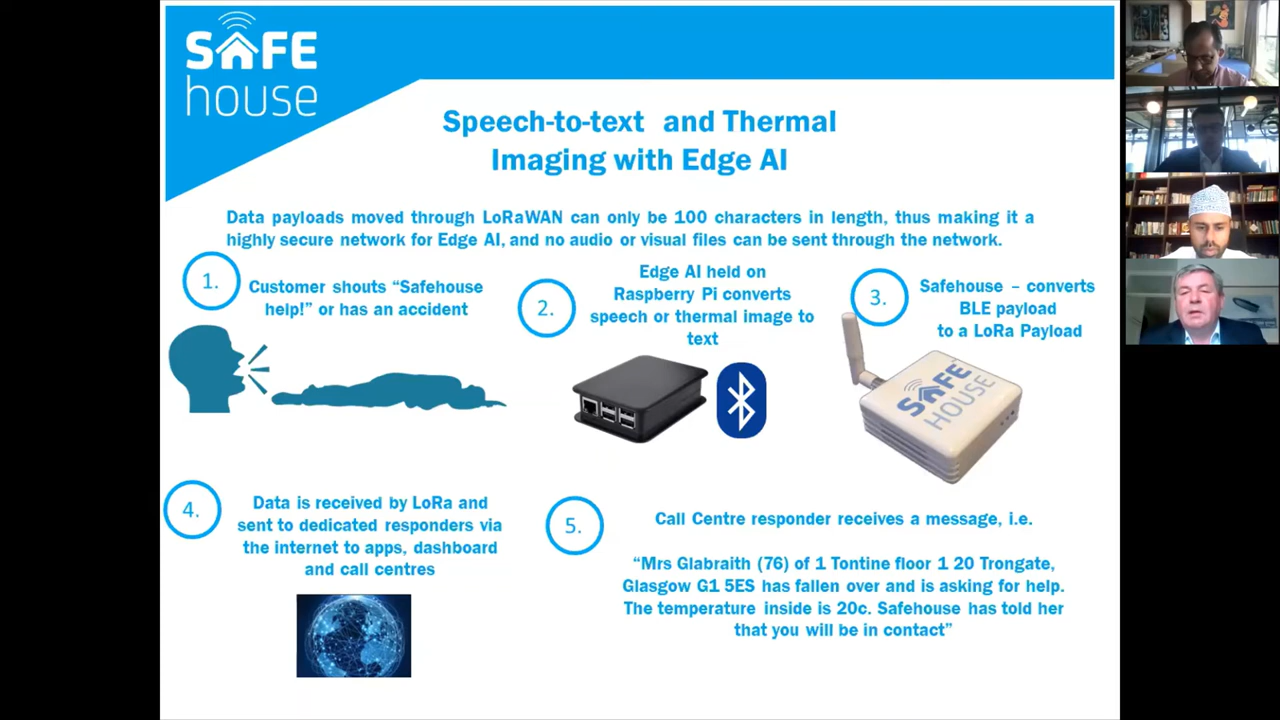 SAFE
house
Speech-to-text and Thermal
Imaging with Edge AI
Data payloads moved through LoRaWAN can only be 100 characters in length, thus making it a
highly secure network for Edge AI, and no audio or visual files can be sent through the network.
1.
Customer shouts “Safehouse
help!” or has an accident
2.
Edge AI held on
Raspberry Pi converts
speech or thermal image to
text
3.
Safehouse – converts
BLE payload
to a LoRa Payload
SAFE
HOUSE
4.
Data is received by LoRa and
sent to dedicated responders via
the internet to apps, dashboard
and call centres
5.
Call Centre responder receives a message, i.e.
“Mrs Glabraith (76) of 1 Tontine floor 1 20 Trongate,
Glasgow G1 5ES has fallen over and is asking for help.
The temperature inside is 20c. Safehouse has told her
that you will be in contact”